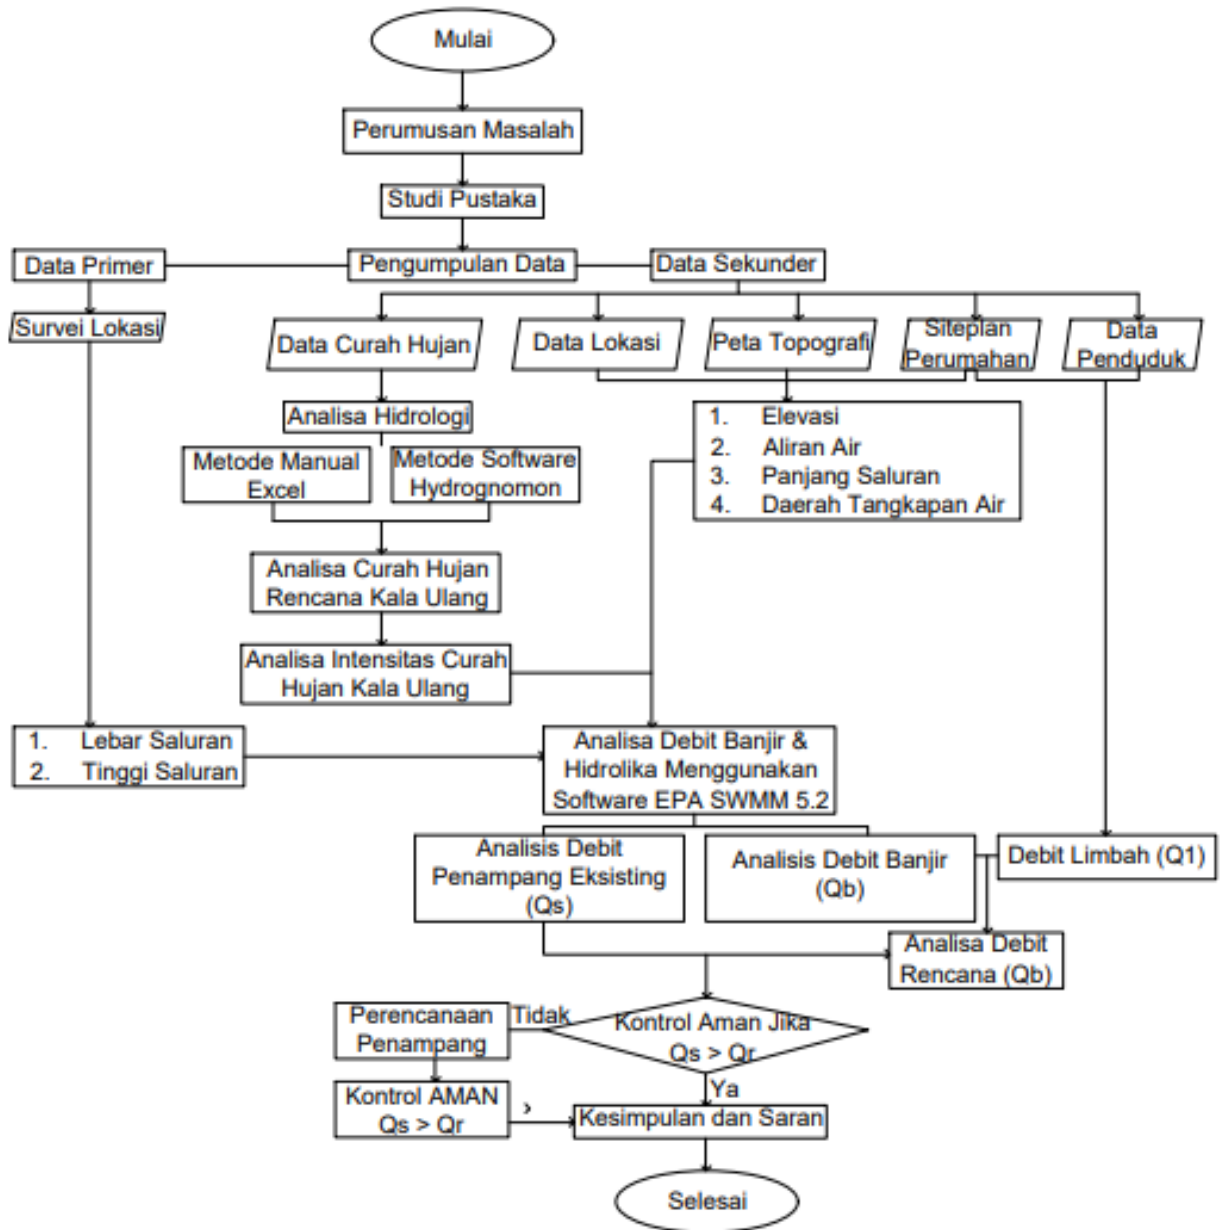 Mulai
Perumusan Masalah
Studi Pustaka
Data Primer
Pengumpulan Data
Data Sekunder
Survei Lokasi
Data Curah Hujan
Data Lokasi
Peta Topografi
Siteplan
Perumahan
Data
Penduduk
Analisa Hidrologi
Metode Manual
Excel
Metode Software
Hydrognomon
1. Elevasi
2. Aliran Air
3. Panjang Saluran
4. Daerah Tangkapan Air
Analisa Curah Hujan
Rencana Kala Ulang
Analisa Intensitas Curah
Hujan Kala Ulang
1. Lebar Saluran
2. Tinggi Saluran
Analisa Debit Banjir &
Hidrolika Menggunakan
Software EPA SWMM 5.2
Analisis Debit
Penampang Eksisting
(Qs)
Analisis Debit Banjir
(Qb)
Debit Limbah (Q1)
Analisa Debit
Rencana (Qb)
Kontrol Aman Jika
Qs > Qr
Tidak
Perencanaan
Penampang
Ya
Kontrol AMAN
Qs > Qr
Kesimpulan dan Saran
Selesai